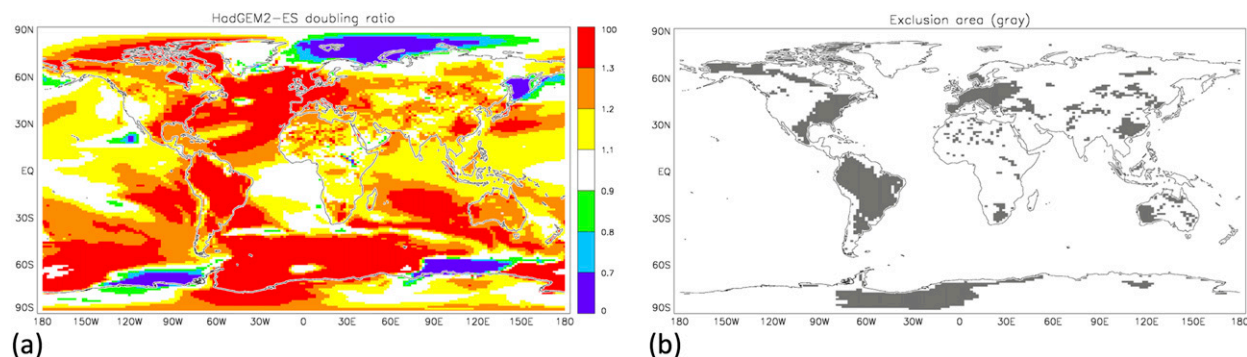 HadGEM2-ES doubling ratio
90N
60N
30N
EQ
30S
60S
90S
180 150W 120W 90W 60W 30W 0 30E 60E 90E 120E 150E 180
100
1.3
1.2
1.1
0.9
0.8
0.7
0
(a)
Exclusion area (gray)
90N
60N
30N
EQ
30S
60S
90S
180 150W 120W 90W 60W 30W 0 30E 60E 90E 120E 150E 180
(b)